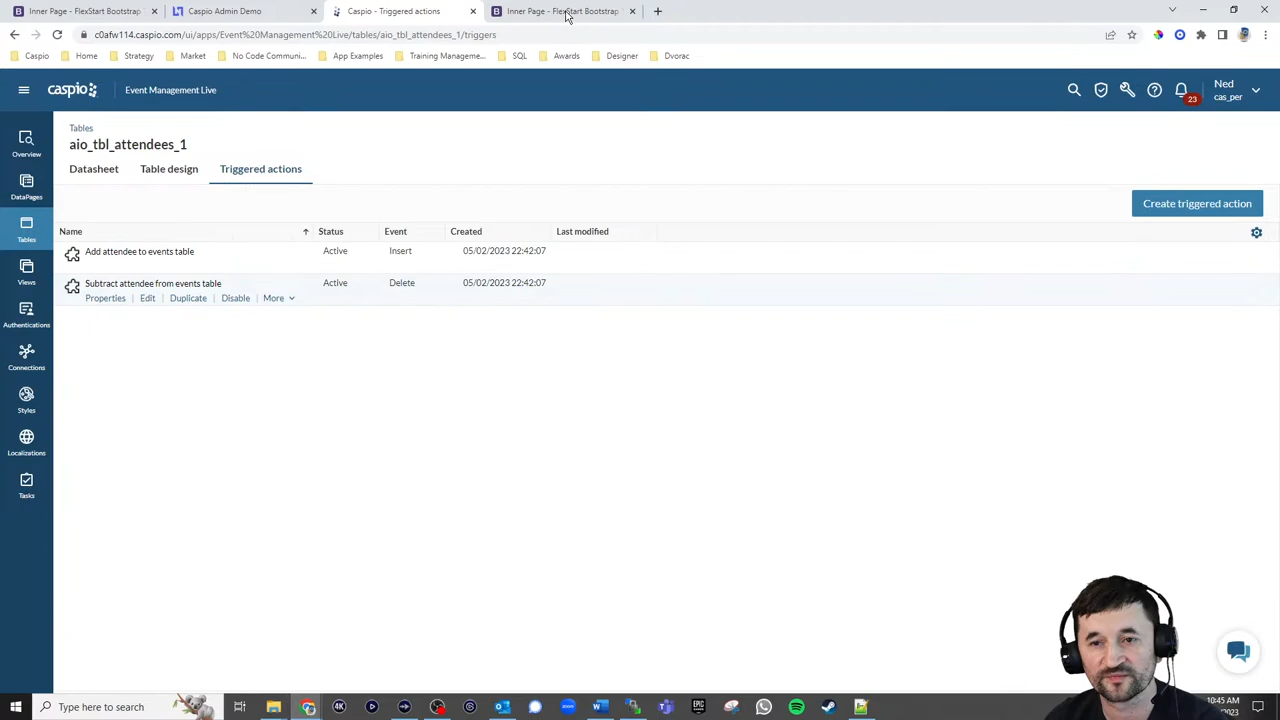 Inner Page - FlexStart Bootstrap
Caspio Admin Demo
Caspio - Triggered actions
Inner Page - FlexStart Bootstrap
c0afw114.caspio.com/ui/apps/Event%20Management%20Live/tables/aio_tbl_attendees_1/triggers
Caspio
Home
Strategy
Market
No Code Communi...
App Examples
Training Manageme...
SQL
Awards
Designer
Dvorac
caspio
Event Management Live
23
Ned
cas_per
Overview
DataPages
Tables
Views
Authentications
Connections
Styles
Localizations
Tasks
Tables
aio_tbl_attendees_1
Datasheet
Table design
Triggered actions
Create triggered action
Name
Status
Event
Created
Last modified
Add attendee to events table
Active
Insert
05/02/2023 22:42:07
Subtract attendee from events table
Active
Delete
05/02/2023 22:42:07
Properties | Edit | Duplicate | Disable | More
Type here to search
4K
10:45 AM